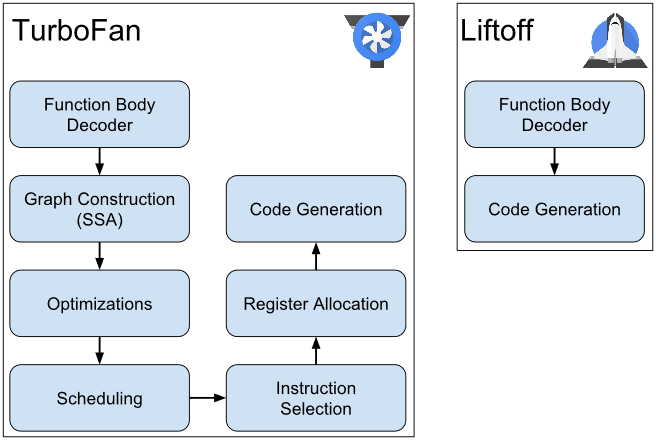 TurboFan
Function Body
Decoder
Graph Construction
(SSA)
Optimizations
Scheduling
Instruction
Selection
Register Allocation
Code Generation
Liftoff
Function Body
Decoder
Code Generation